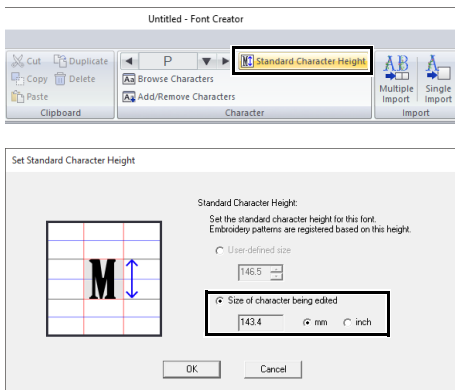 Untitled - Font Creator
Cut Duplicate
Copy Delete
Paste
Clipboard
P
Standard Character Height
Browse Characters
Add/Remove Characters
Character
Multiple Import
Single Import
Import
Set Standard Character Height
Standard Character Height:
Set the standard character height for this font.
Embroidery patterns are registered based on this height.
User-defined size
146.5
Size of character being edited
143.4 mm inch
M
OK Cancel